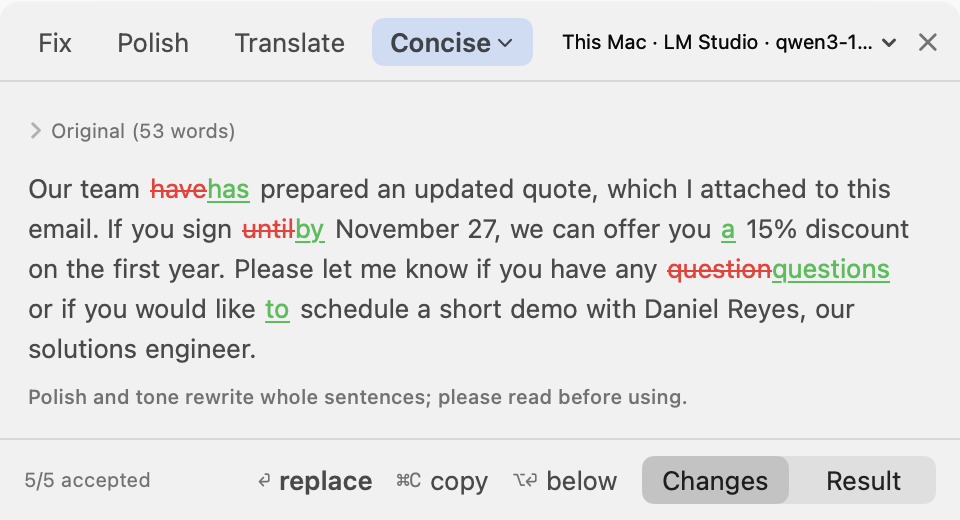 Fix Polish Translate Concise This Mac · LM Studio · qwen3-1...
Original (53 words)
Our team havehas prepared an updated quote, which I attached to this
email. If you sign untilby November 27, we can offer you a 15% discount
on the first year. Please let me know if you have any questionquestions
or if you would like to schedule a short demo with Daniel Reyes, our
solutions engineer.
Polish and tone rewrite whole sentences; please read before using.
5/5 accepted ⏎ replace ⌘C copy ⌥⏎ below Changes Result